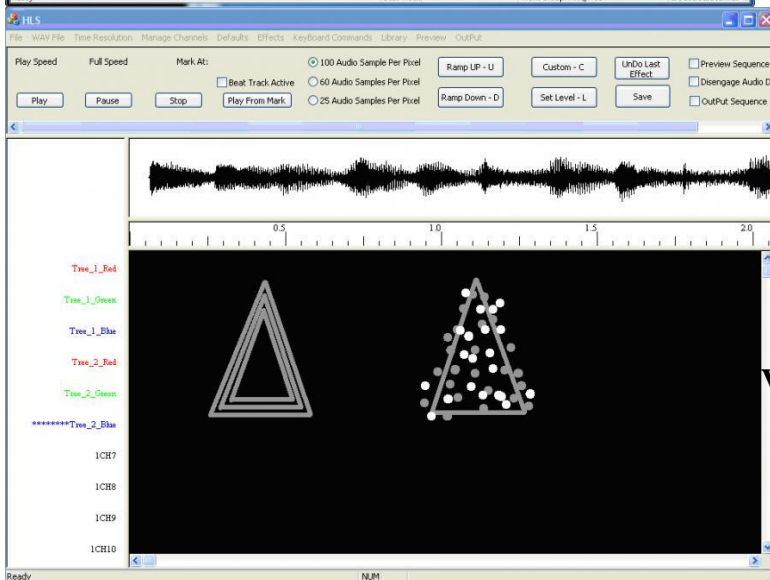 HLS
File WAV File Time Resolution Manage Channels Defaults Effects KeyBoard Commands Library Preview OutPut
Play Speed Full Speed Mark At:
100 Audio Sample Per Pixel
Ramp UP - U
Custom - C
UnDo Last
Effect
Preview Sequence
Beat Track Active
60 Audio Samples Per Pixel
Disengage Audio D
Play
Pause
Stop
Play From Mark
25 Audio Samples Per Pixel
Ramp Down - D
Set Level - L
Save
OutPut Sequence
0.5 1.0 1.5 2.0
Tree_1_Red
Tree_1_Green
Tree_1_Blue
Tree_2_Red
Tree_2_Green
********Tree_2_Blue
1CH7
1CH8
1CH9
1CH10
Ready NUM